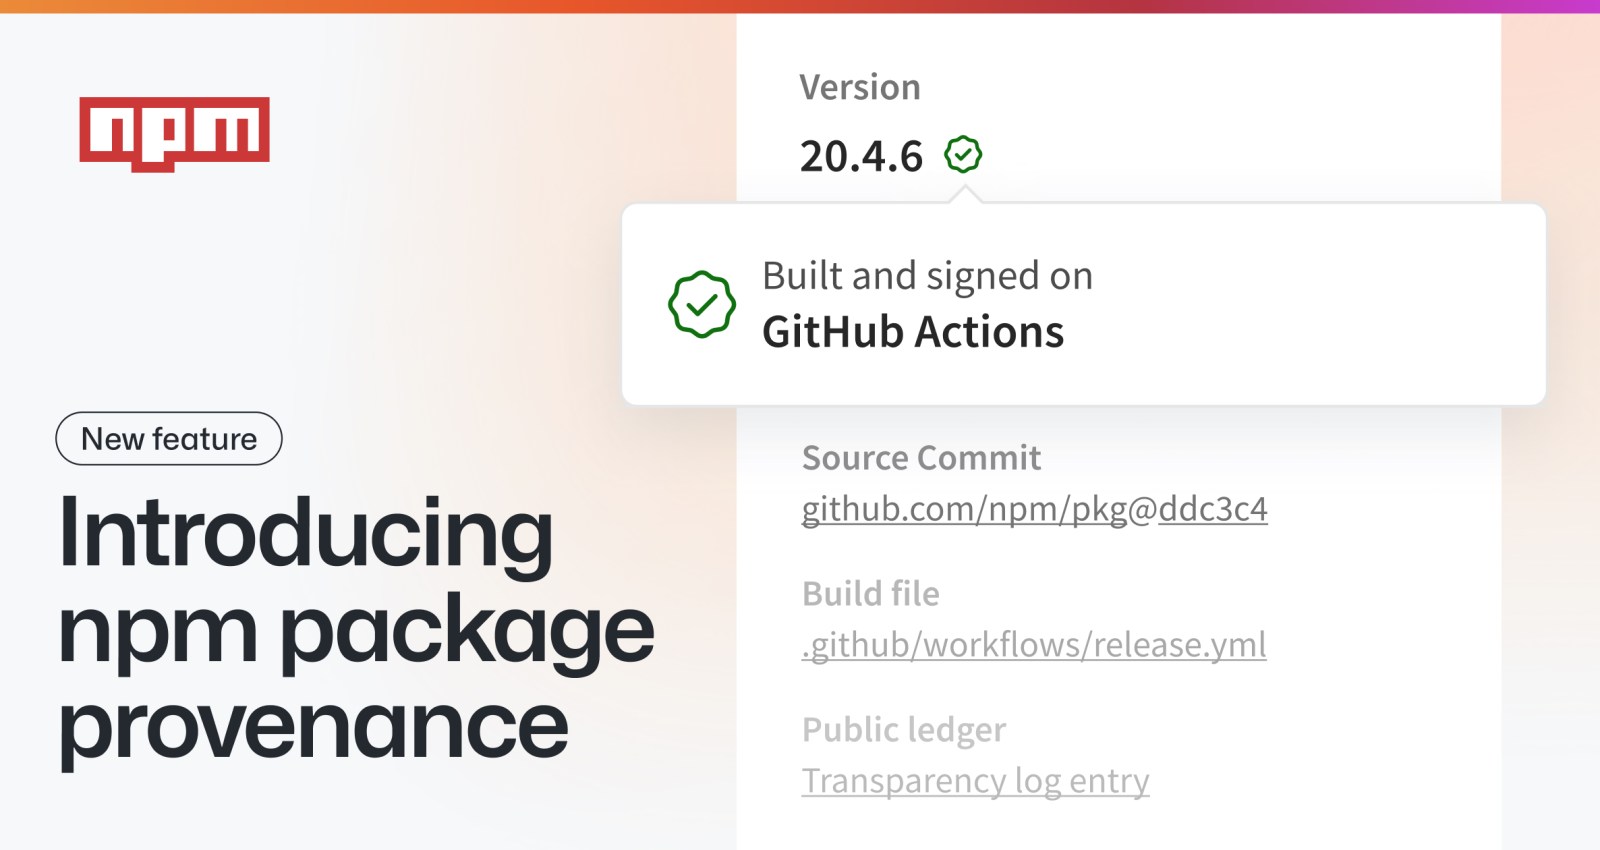 npm
New feature
Introducing
npm package
provenance
Version
20.4.6
Built and signed on
GitHub Actions
Source Commit
github.com/npm/pkg@ddc3c4
Build file
.github/workflows/release.yml
Public ledger
Transparency log entry